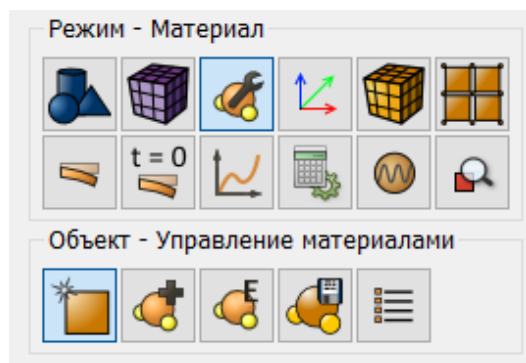 Режим - Материал
t = 0
Объект - Управление материалами
E